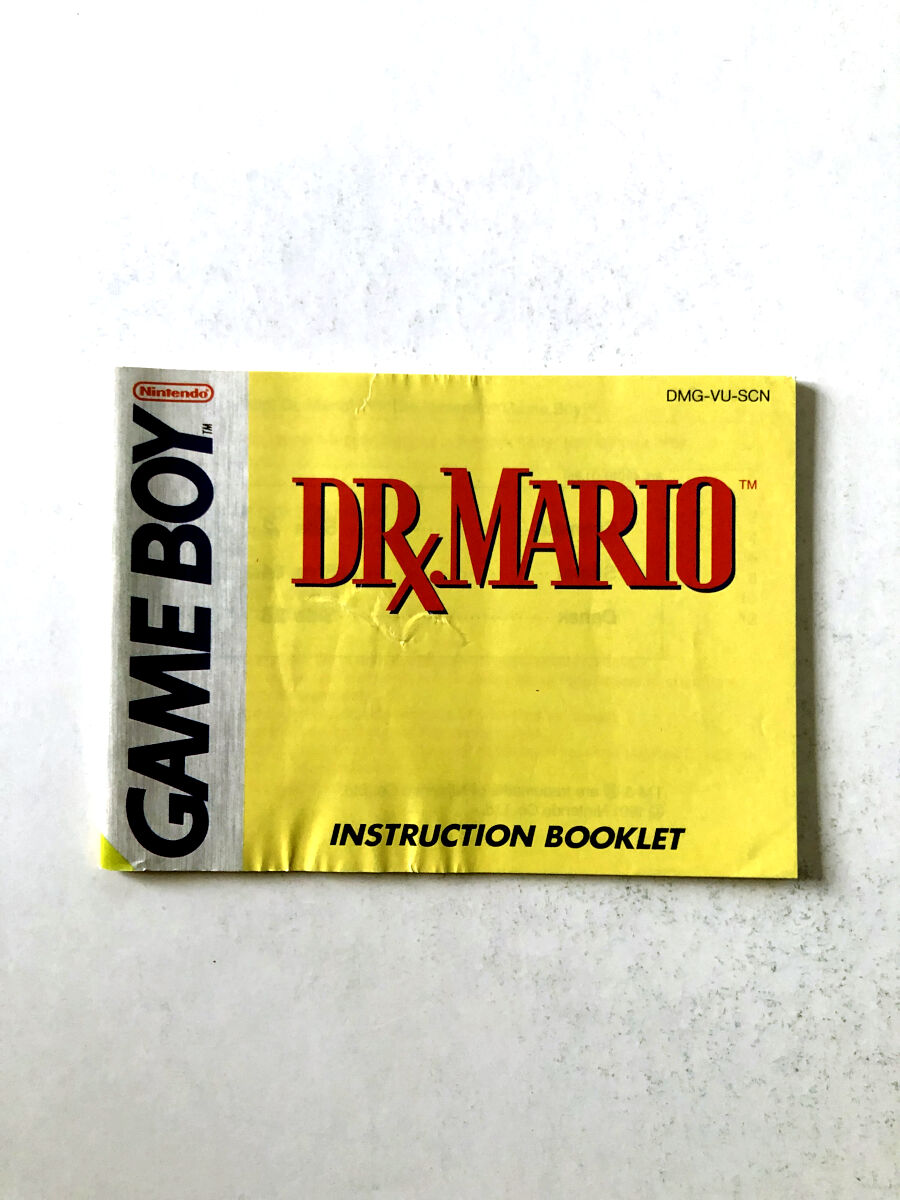 Nintendo
GAME BOY™
DMG-VU-SCN
DR. MARIO™
INSTRUCTION BOOKLET